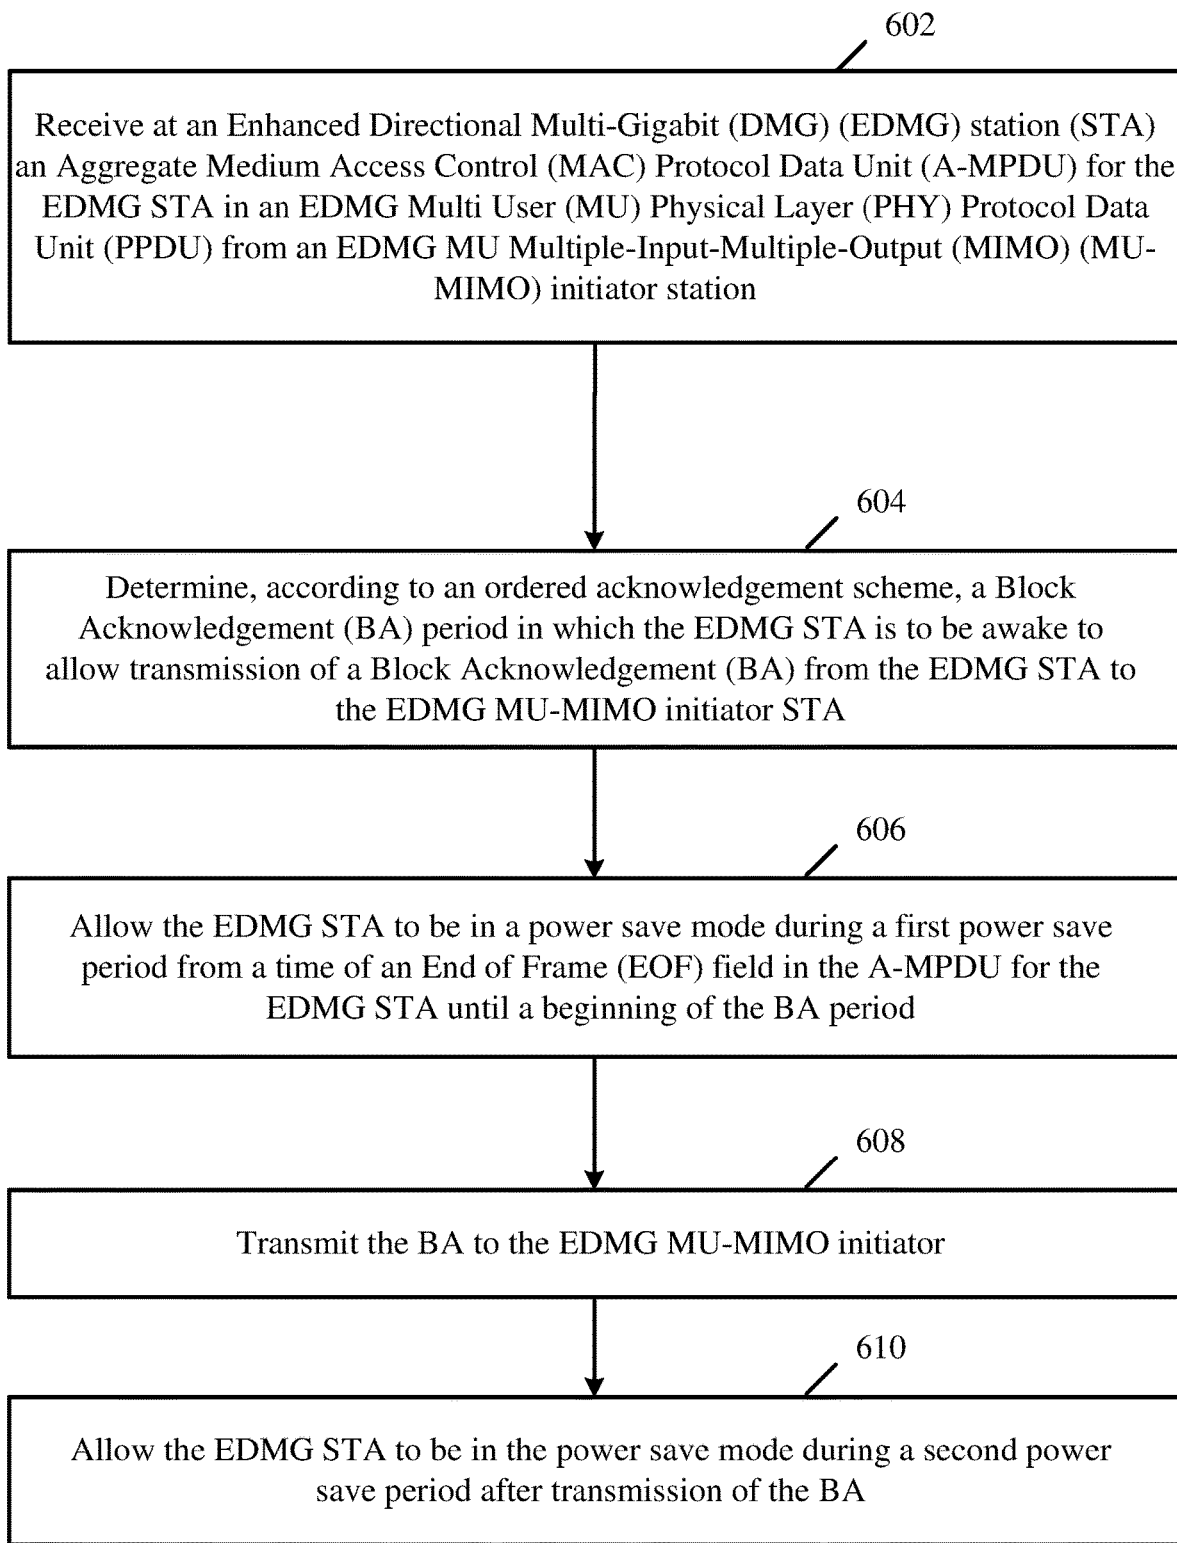 602
Receive at an Enhanced Directional Multi-Gigabit (DMG) (EDMG) station (STA)
an Aggregate Medium Access Control (MAC) Protocol Data Unit (A-MPDU) for the
EDMG STA in an EDMG Multi User (MU) Physical Layer (PHY) Protocol Data
Unit (PPDU) from an EDMG MU Multiple-Input-Multiple-Output (MIMO) (MU-
MIMO) initiator station
604
Determine, according to an ordered acknowledgement scheme, a Block
Acknowledgement (BA) period in which the EDMG STA is to be awake to
allow transmission of a Block Acknowledgement (BA) from the EDMG STA to
the EDMG MU-MIMO initiator STA
606
Allow the EDMG STA to be in a power save mode during a first power save
period from a time of an End of Frame (EOF) field in the A-MPDU for the
EDMG STA until a beginning of the BA period
608
Transmit the BA to the EDMG MU-MIMO initiator
610
Allow the EDMG STA to be in the power save mode during a second power
save period after transmission of the BA